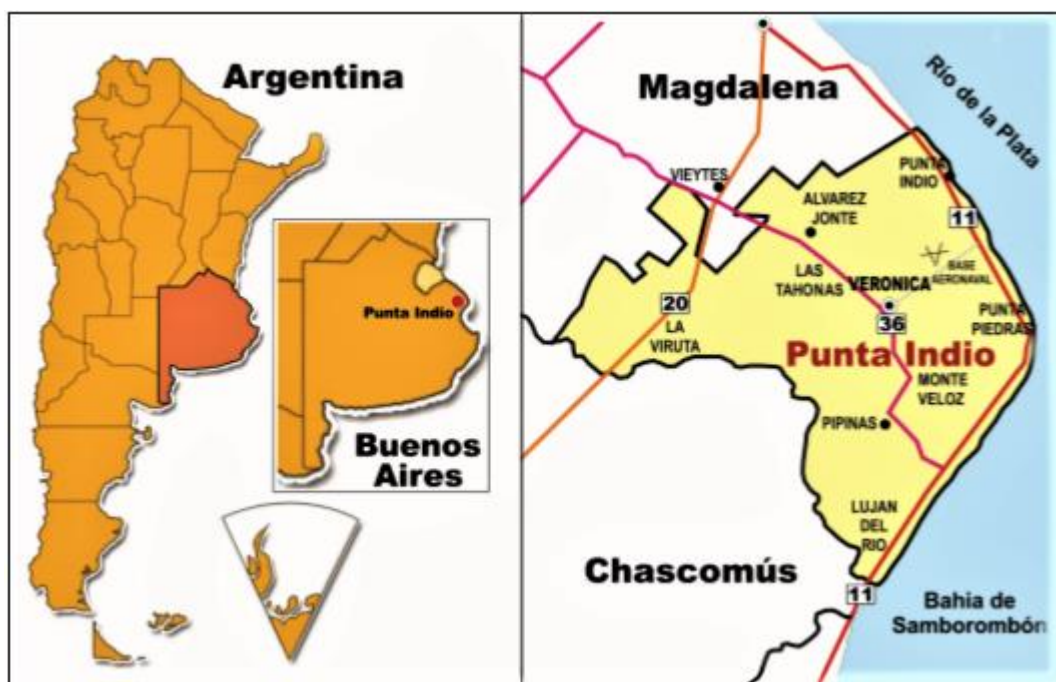 Argentina
Punta Indio
Buenos
Aires
Magdalena
Río de la Plata
VIEYTES
PUNTA
INDIO
ALVAREZ
JONTE
11
BASE
AERONAVAL
LAS
TAHONAS
VERONICA
20
36
PUNTA
PIEDRAS
LA
VIRUTA
Punta Indio
MONTE
VELOZ
PIPINAS
LUJAN
DEL
RIO
Chascomús
11
Bahia de
Samborombón